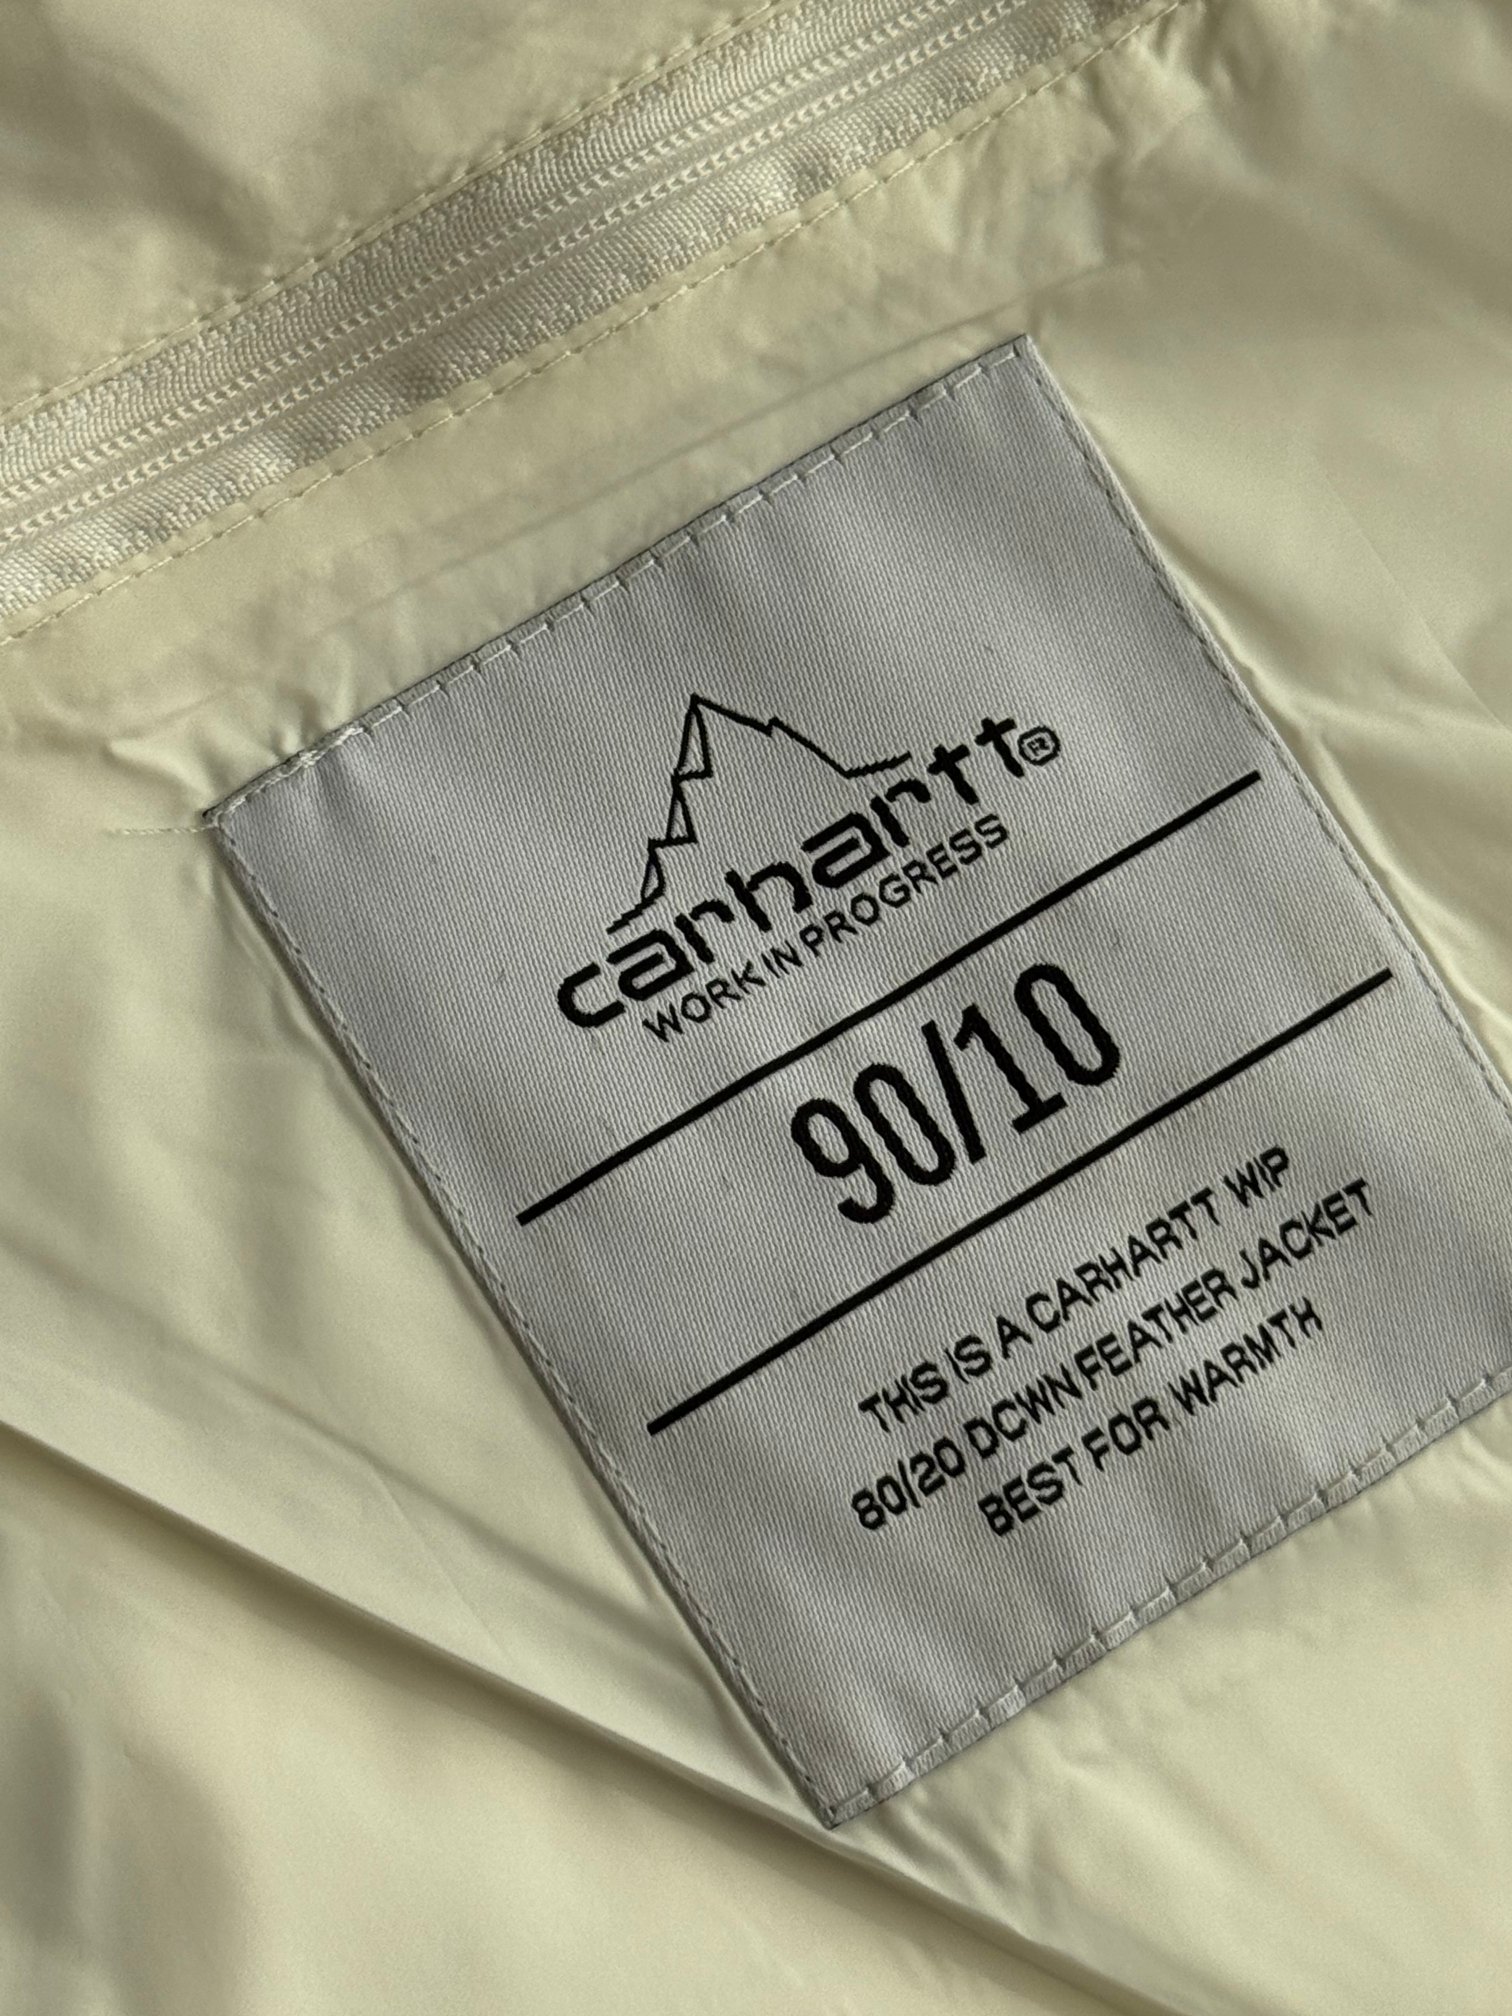 carhartt®
WORK IN PROGRESS
90/10
THIS IS A CARHARTT WIP
80/20 DOWN FEATHER JACKET
BEST FOR WARMTH